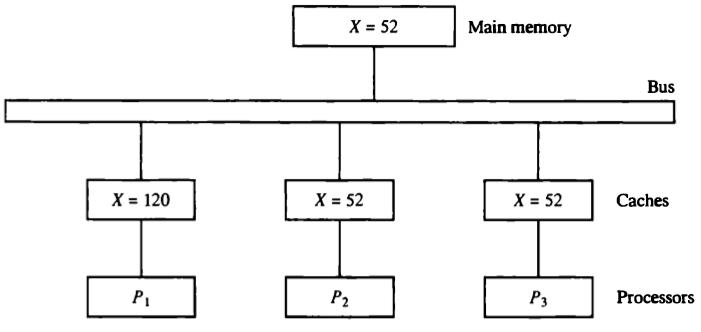 X = 52 Main memory
Bus
X = 120 X = 52 X = 52 Caches
P1 P2 P3 Processors